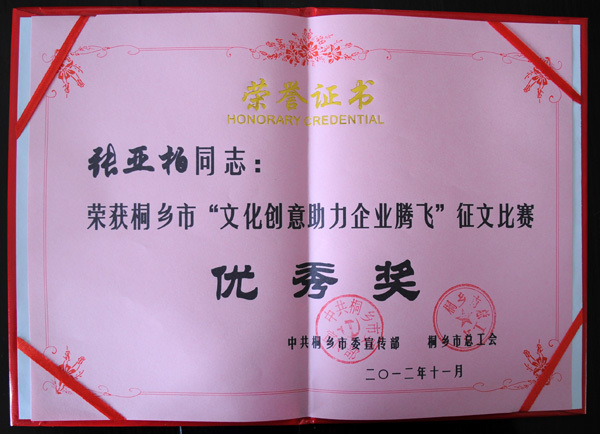 荣誉证书
HONORARY CREDENTIAL
张亚柏同志：
荣获桐乡市“文化创意助力企业腾飞”征文比赛
优秀奖
中共桐乡市委宣传部 桐乡市总工会
二〇一二年十一月